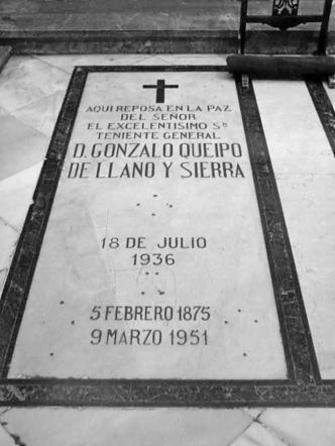 AQUI REPOSA EN LA PAZ
DEL SEÑOR
EL EXCELENTISIMO Sr
TENIENTE GENERAL
D. GONZALO QUEIPO
DE LLANO Y SIERRA
18 DE JULIO
1936
5 FEBRERO 1875
9 MARZO 1951